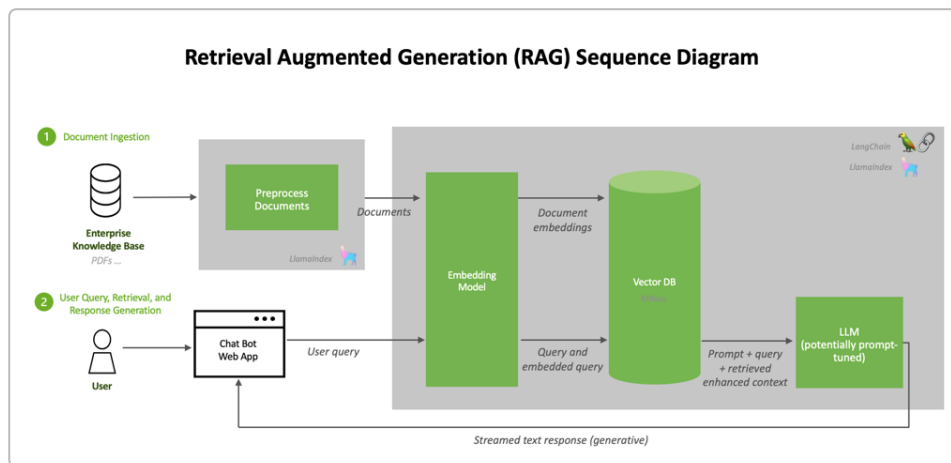 Retrieval Augmented Generation (RAG) Sequence Diagram
1
Document Ingestion
Enterprise
Knowledge Base
PDFs ...
Preprocess
Documents
LlamaIndex
Documents
LangChain
LlamaIndex
Embedding
Model
Document
embeddings
Vector DB
2
User Query, Retrieval, and
Response Generation
User
Chat Bot
Web App
User query
Query and
embedded query
Prompt + query
+ retrieved
enhanced context
LLM
(potentially prompt-
tuned)
Streamed text response (generative)